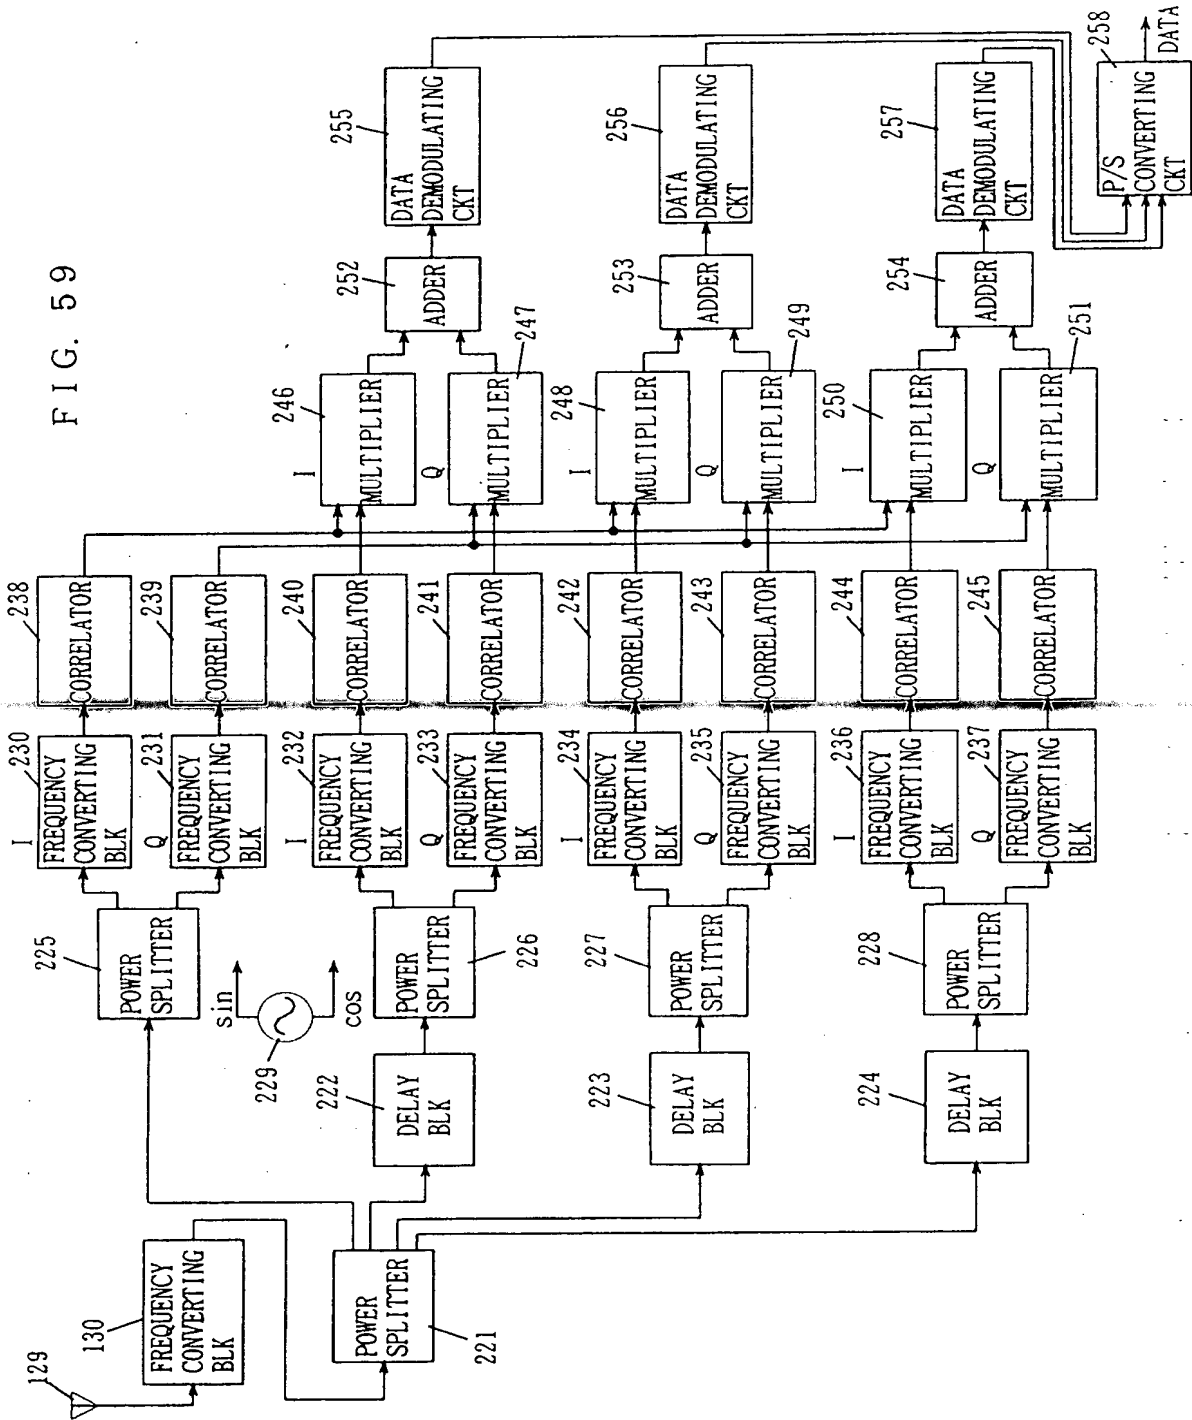 FIG. 59
129
130
FREQUENCY
CONVERTING
BLK
POWER
SPLITTER
221
225
POWER
SPLITTER
sin
cos
229
222
DELAY
BLK
226
POWER
SPLITTER
223
DELAY
BLK
227
POWER
SPLITTER
224
DELAY
BLK
228
POWER
SPLITTER
I
230
FREQUENCY
CONVERTING
BLK
Q
231
FREQUENCY
CONVERTING
BLK
I
232
FREQUENCY
CONVERTING
BLK
Q
233
FREQUENCY
CONVERTING
BLK
I
234
FREQUENCY
CONVERTING
BLK
Q
235
FREQUENCY
CONVERTING
BLK
I
236
FREQUENCY
CONVERTING
BLK
Q
237
FREQUENCY
CONVERTING
BLK
238
CORRELATOR
239
CORRELATOR
240
CORRELATOR
241
CORRELATOR
242
CORRELATOR
243
CORRELATOR
244
CORRELATOR
245
CORRELATOR
I
246
MULTIPLIER
Q
247
MULTIPLIER
I
248
MULTIPLIER
Q
249
MULTIPLIER
I
250
MULTIPLIER
Q
251
MULTIPLIER
252
ADDER
253
ADDER
254
ADDER
255
DATA
DEMODULATING
CKT
256
DATA
DEMODULATING
CKT
257
DATA
DEMODULATING
CKT
258
P/S
CONVERTING
CKT
DATA